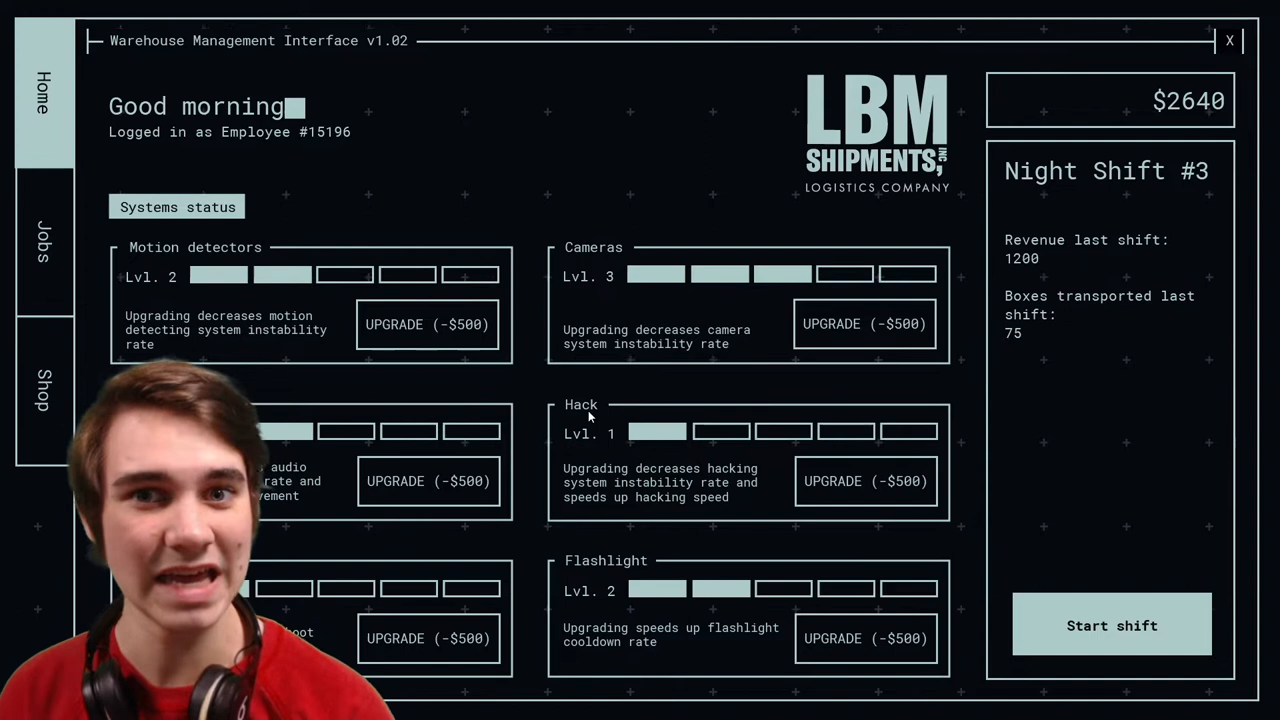 Warehouse Management Interface v1.02
X
Home
Jobs
Shop
Good morning
Logged in as Employee #15196
LBM
SHIPMENTS, INC
LOGISTICS COMPANY
$2640
Systems status
Motion detectors
Lvl. 2
Upgrading decreases motion
detecting system instability
rate
UPGRADE (-$500)
Cameras
Lvl. 3
Upgrading decreases camera
system instability rate
UPGRADE (-$500)
audio
rate and
UPGRADE (-$500)
Hack
Lvl. 1
Upgrading decreases hacking
system instability rate and
speeds up hacking speed
UPGRADE (-$500)
UPGRADE (-$500)
Flashlight
Lvl. 2
Upgrading speeds up flashlight
cooldown rate
UPGRADE (-$500)
Night Shift #3
Revenue last shift:
1200
Boxes transported last
shift:
75
Start shift